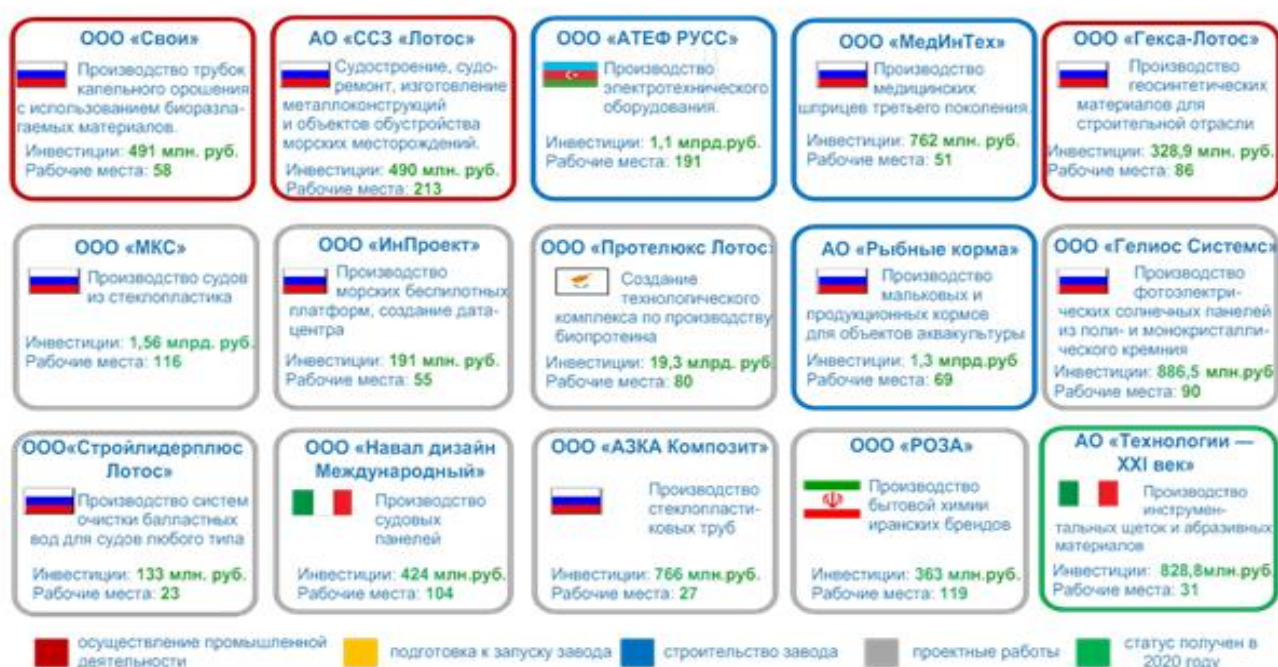 ООО «Свои»
Производство трубок
капельного орошения
с использованием биоразла-
гаемых материалов.
Инвестиции: 491 млн. руб.
Рабочие места: 58
АО «ССЗ «Лотос»
Судостроение, судо-
ремонт, изготовление
металлоконструкций
и объектов обустройства
морских месторождений.
Инвестиции: 490 млн. руб.
Рабочие места: 213
ООО «АТЕФ РУСС»
Производство
электротехнического
оборудования.
Инвестиции: 1,1 млрд.руб.
Рабочие места: 191
ООО «МедИнТех»
Производство
медицинских
шприцев третьего поколения.
Инвестиции: 762 млн. руб.
Рабочие места: 51
ООО «Гекса-Лотос»
Производство
геосинтетических
материалов для
строительной отрасли
Инвестиции: 328,9 млн. руб.
Рабочие места: 86
ООО «МКС»
Производство судов
из стеклопластика
Инвестиции: 1,56 млрд. руб.
Рабочие места: 116
ООО «ИнПроект»
Производство
морских беспилотных
платформ, создание дата-
центра
Инвестиции: 191 млн. руб.
Рабочие места: 55
ООО «Протелюкс Лотос»
Создание
технологического
комплекса по производству
биопротеина
Инвестиции: 19,3 млрд. руб.
Рабочие места: 80
АО «Рыбные корма»
Производство
мальковых и
продукционных кормов
для объектов аквакультуры
Инвестиции: 1,3 млрд.руб
Рабочие места: 69
ООО «Гелиос Системс»
Производство
фотоэлектри-
ческих солнечных панелей
из поли- и монокристалли-
ческого кремния
Инвестиции: 886,5 млн.руб
Рабочие места: 90
ООО«Стройлидерплюс
Лотос»
Производство систем
очистки балластных
вод для судов любого типа
Инвестиции: 133 млн. руб.
Рабочие места: 23
ООО «Навал дизайн
Международный»
Производство
судовых
панелей
Инвестиции: 424 млн.руб.
Рабочие места: 104
ООО «АЗКА Композит»
Производство
стеклопласти-
ковых труб
Инвестиции: 766 млн.руб.
Рабочие места: 27
ООО «РОЗА»
Производство
бытовой химии
иранских брендов
Инвестиции: 363 млн.руб.
Рабочие места: 119
АО «Технологии —
XXI век»
Производство
инструмен-
тальных щеток и абразивных
материалов
Инвестиции: 828,8млн.руб.
Рабочие места: 31
осуществление промышленной
деятельности
подготовка к запуску завода
строительство завода
проектные работы
статус получен в
2020 году